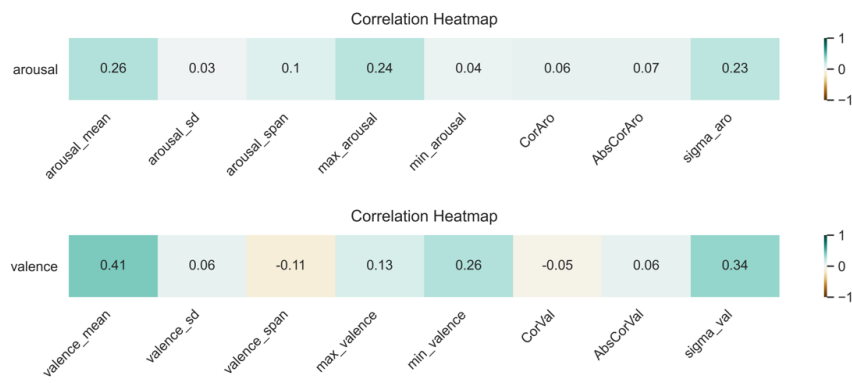 Correlation Heatmap
arousal 0.26 0.03 0.1 0.24 0.04 0.06 0.07 0.23
arousal_mean arousal_sd arousal_span max_arousal min_arousal CorAro AbsCorAro sigma_aro
1
0
−1
Correlation Heatmap
valence 0.41 0.06 -0.11 0.13 0.26 -0.05 0.06 0.34
valence_mean valence_sd valence_span max_valence min_valence CorVal AbsCorVal sigma_val
1
0
−1